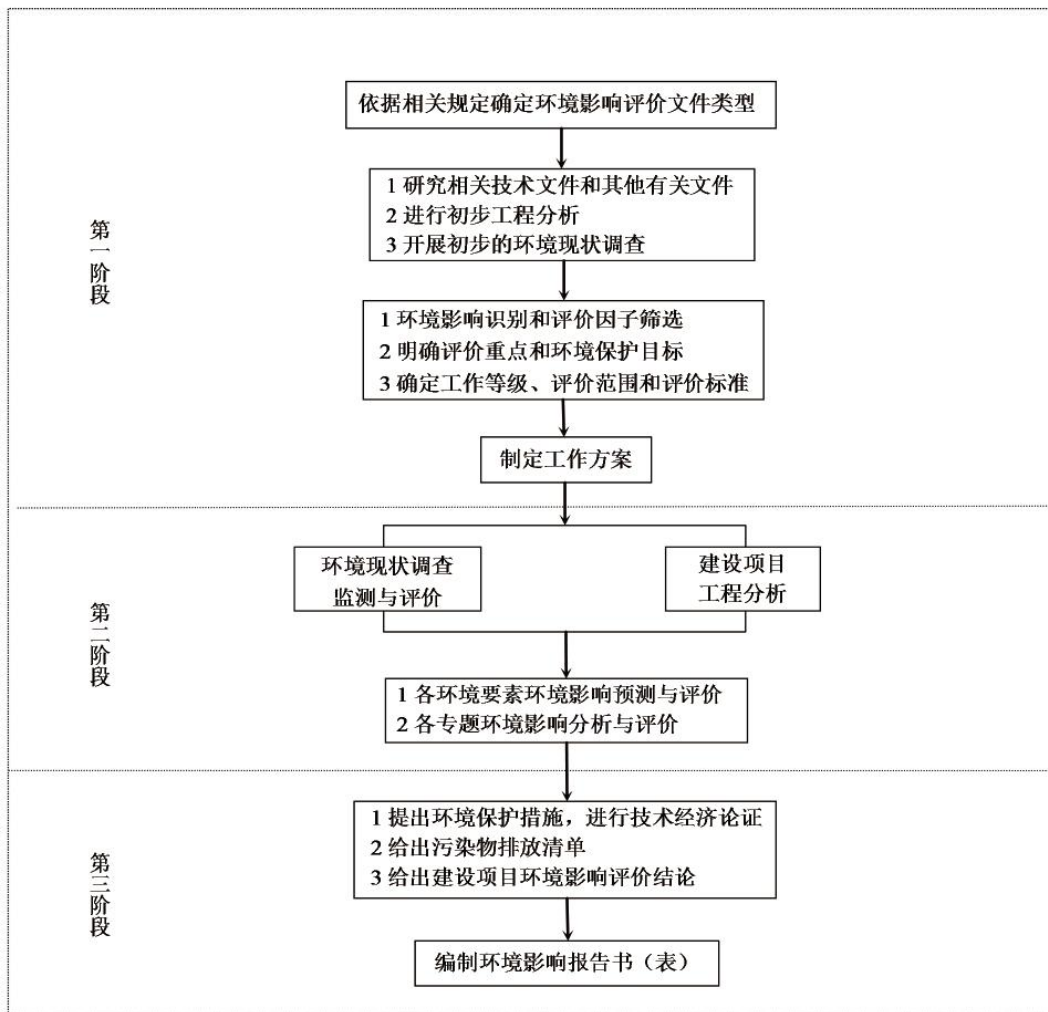 依据相关规定确定环境影响评价文件类型
1 研究相关技术文件和其他有关文件
2 进行初步工程分析
3 开展初步的环境现状调查
第一阶段
1 环境影响识别和评价因子筛选
2 明确评价重点和环境保护目标
3 确定工作等级、评价范围和评价标准
制定工作方案
环境现状调查
监测与评价
建设项目
工程分析
第二阶段
1 各环境要素环境影响预测与评价
2 各专题环境影响分析与评价
1 提出环境保护措施，进行技术经济论证
2 给出污染物排放清单
3 给出建设项目环境影响评价结论
第三阶段
编制环境影响报告书（表）